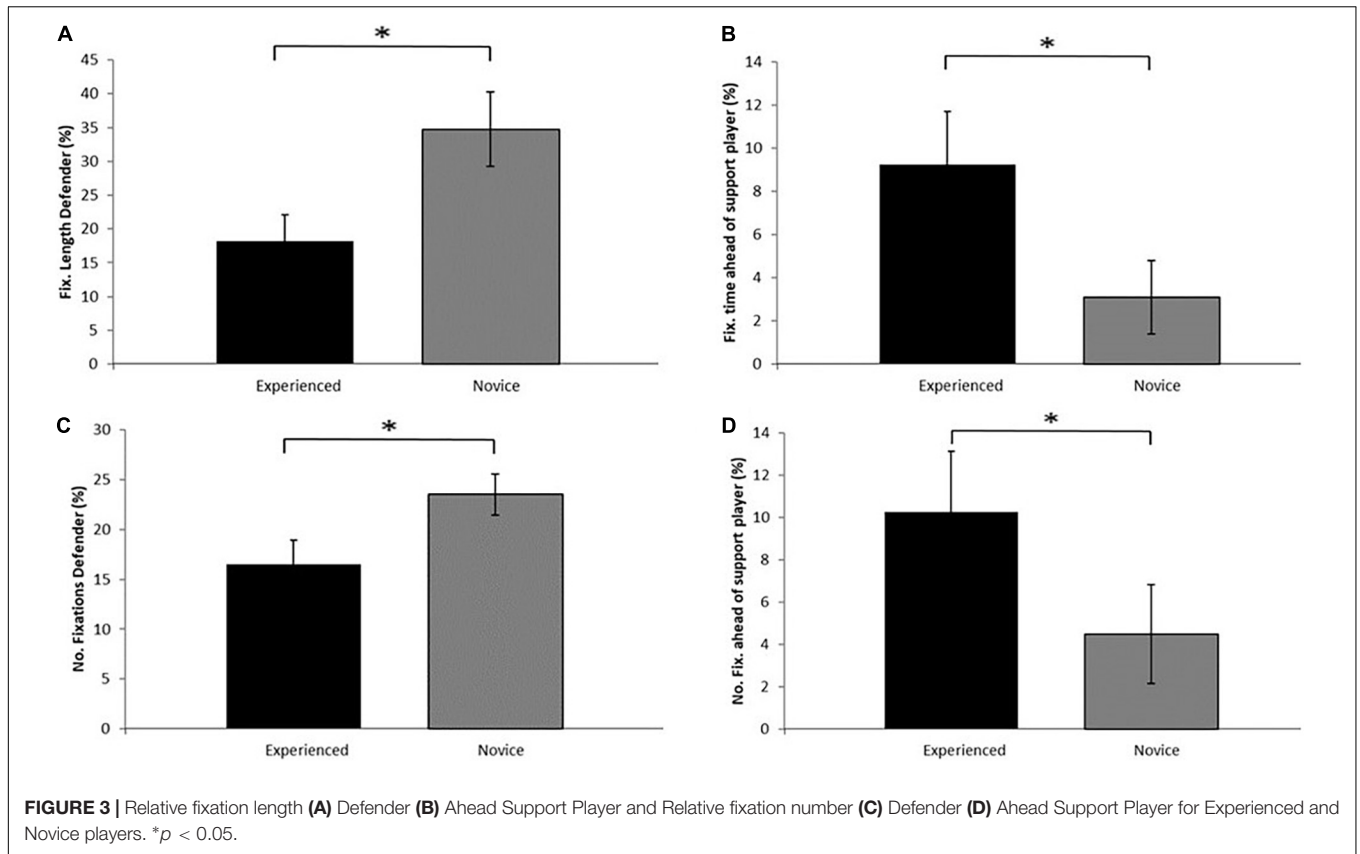 A
*
Fix. Length Defender (%)
45
40
35
30
25
20
15
10
5
0
Experienced Novice
B
*
Fix. time ahead of support player (%)
14
12
10
8
6
4
2
0
Experienced Novice
C
*
No. Fixations Defender (%)
30
25
20
15
10
5
0
Experienced Novice
D
*
No. Fix. ahead of support player (%)
14
12
10
8
6
4
2
0
Experienced Novice
FIGURE 3 | Relative fixation length (A) Defender (B) Ahead Support Player and Relative fixation number (C) Defender (D) Ahead Support Player for Experienced and
Novice players. *p < 0.05.